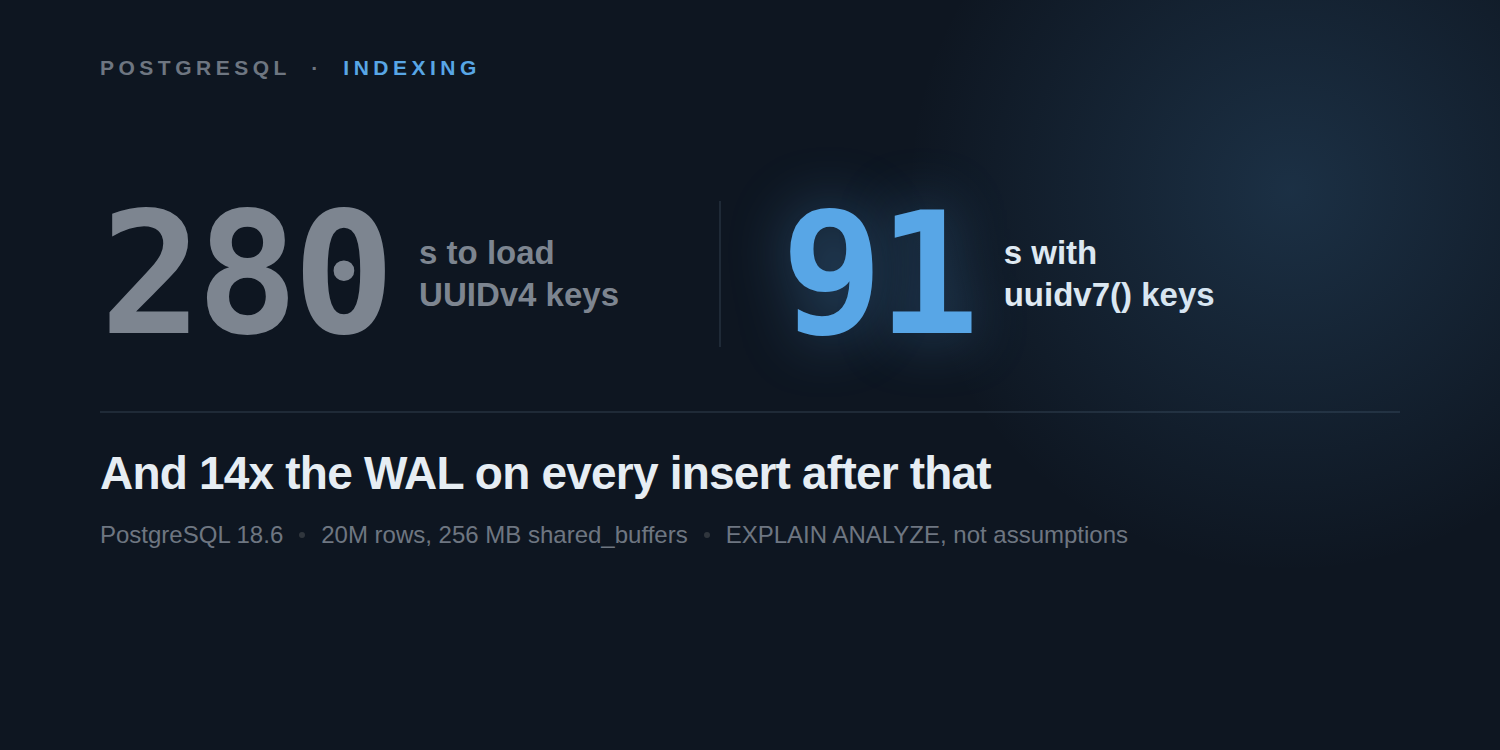 POSTGRESQL · INDEXING
280 s to load
UUIDv4 keys
91 s with
uuidv7() keys
And 14x the WAL on every insert after that
PostgreSQL 18.6 • 20M rows, 256 MB shared_buffers • EXPLAIN ANALYZE, not assumptions